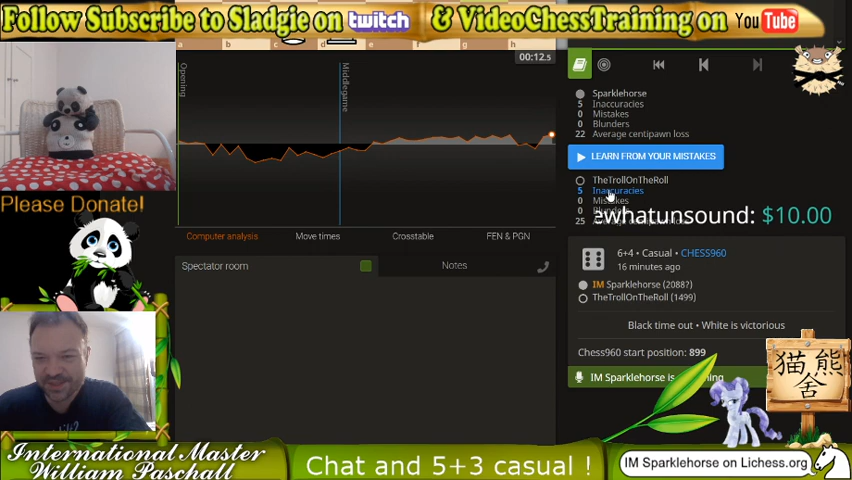 Follow Subscribe to Sladgie on twitch & VideoChessTraining on YouTube
a b c d e f g h
Opening
Middlegame
00:12.5
Sparklehorse
5 Inaccuracies
0 Mistakes
0 Blunders
22 Average centipawn loss
LEARN FROM YOUR MISTAKES
TheTrollOnTheRoll
5 Inaccuracies
0 Mistakes
0
25
ewhatunsound: $10.00
Please Donate!
Computer analysis Move times Crosstable FEN & PGN
Spectator room Notes
6+4 • Casual • CHESS960
16 minutes ago
IM Sparklehorse (2088?)
TheTrollOnTheRoll (1499)
Black time out • White is victorious
Chess960 start position: 899
IM Sparklehorse is
猫熊
舍
International Master
William Paschall
Chat and 5+3 casual !
IM Sparklehorse on Lichess.org